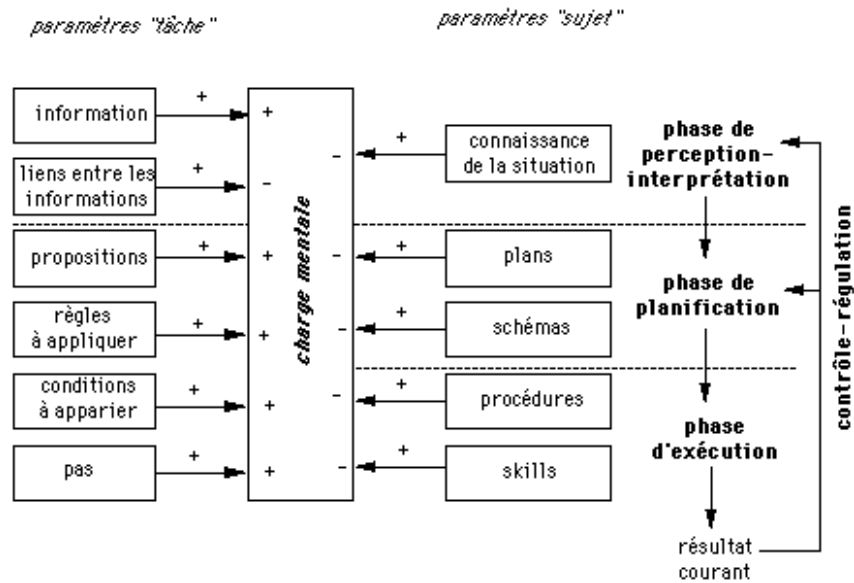 paramètres "tâche"
paramètres "sujet"
information
+
+
liens entre les
informations
+
-
-
+
connaissance
de la situation
phase de
perception-
interprétation
propositions
+
+
-
+
plans
phase de
planification
règles
à appliquer
+
+
-
+
schémas
conditions
à apparier
+
+
-
+
procédures
phase
d'exécution
pas
+
+
-
+
skills
charge mentale
résultat
courant
contrôle-régulation